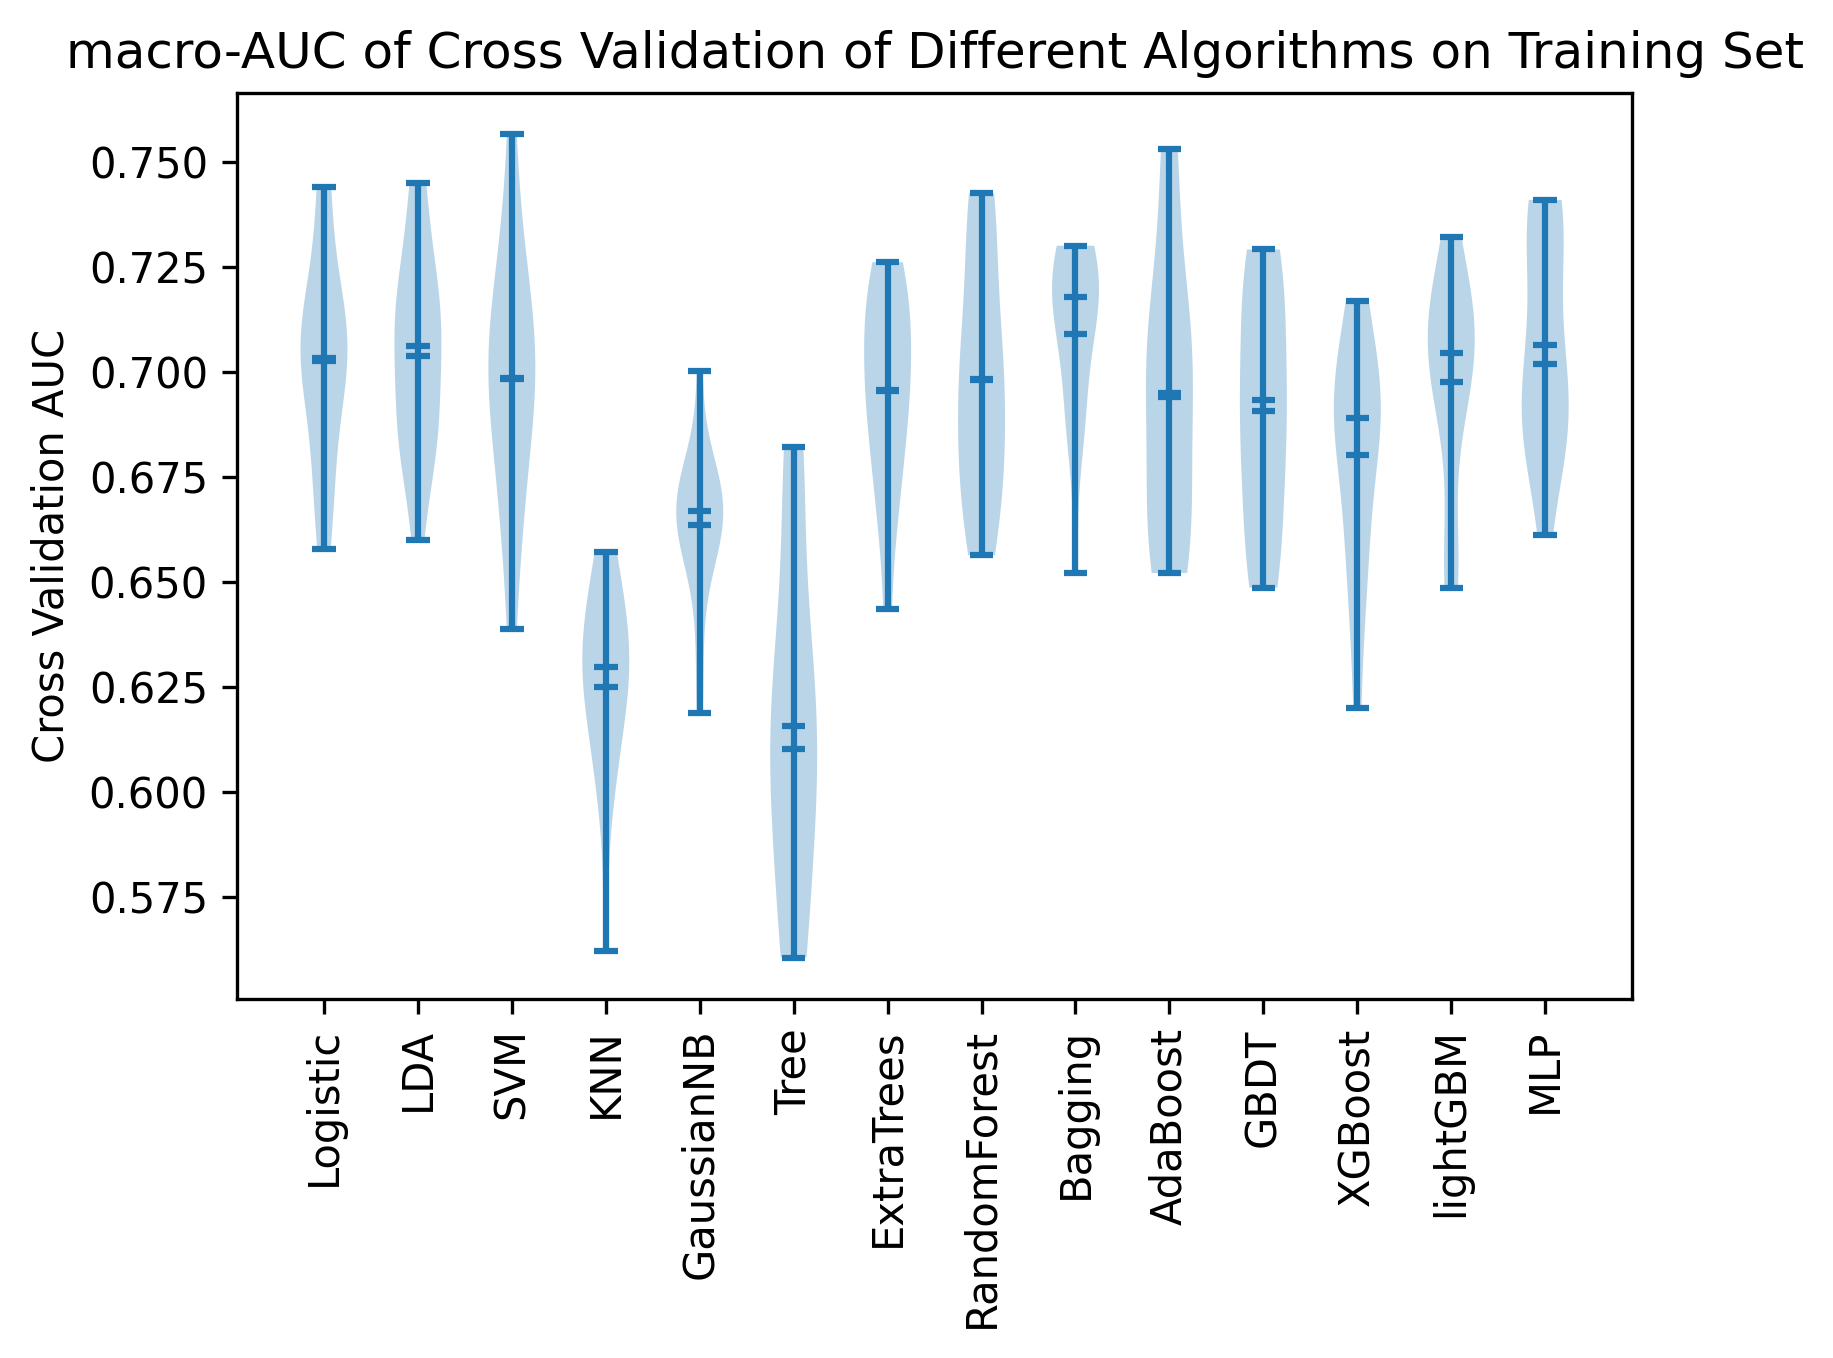 macro-AUC of Cross Validation of Different Algorithms on Training Set
Cross Validation AUC
0.750
0.725
0.700
0.675
0.650
0.625
0.600
0.575
Logistic
LDA
SVM
KNN
GaussianNB
Tree
ExtraTrees
RandomForest
Bagging
AdaBoost
GBDT
XGBoost
lightGBM
MLP